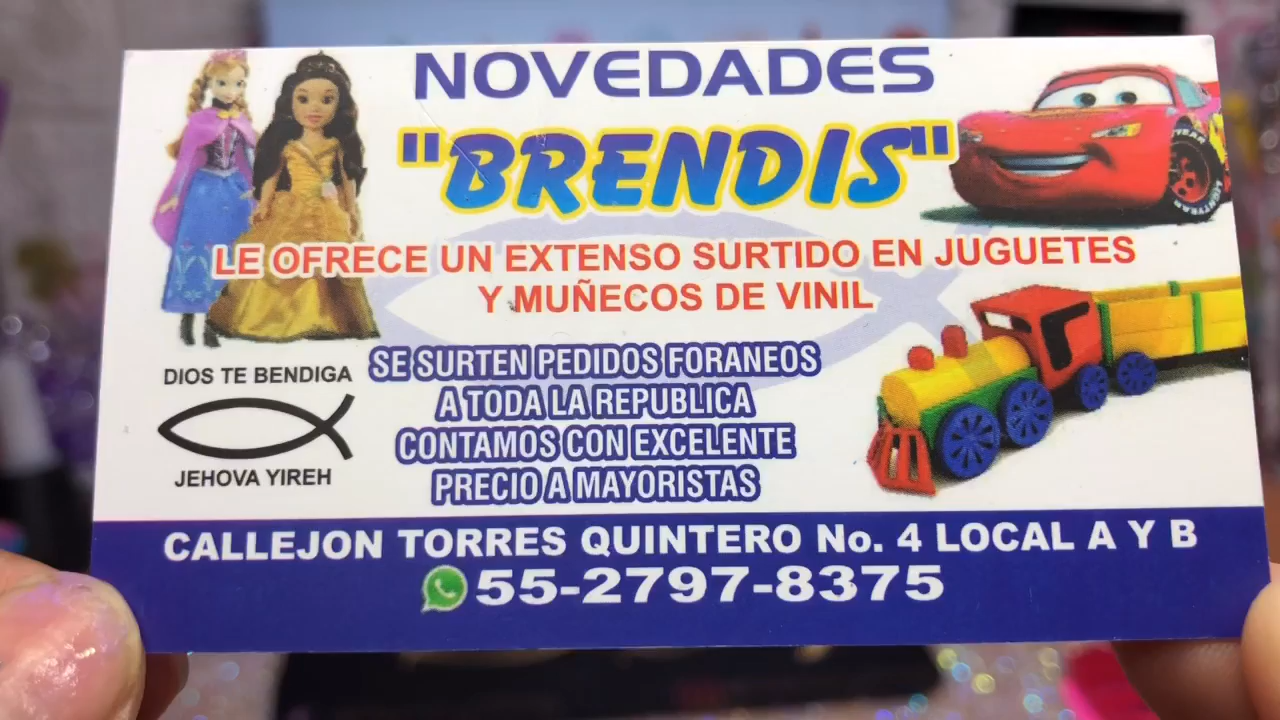 NOVEDADES
"BRENDIS"
LE OFRECE UN EXTENSO SURTIDO EN JUGUETES
Y MUÑECOS DE VINIL
SE SURTEN PEDIDOS FORANEOS
A TODA LA REPUBLICA
CONTAMOS CON EXCELENTE
PRECIO A MAYORISTAS
DIOS TE BENDIGA
JEHOVA YIREH
CALLEJON TORRES QUINTERO No. 4 LOCAL A Y B
55-2797-8375